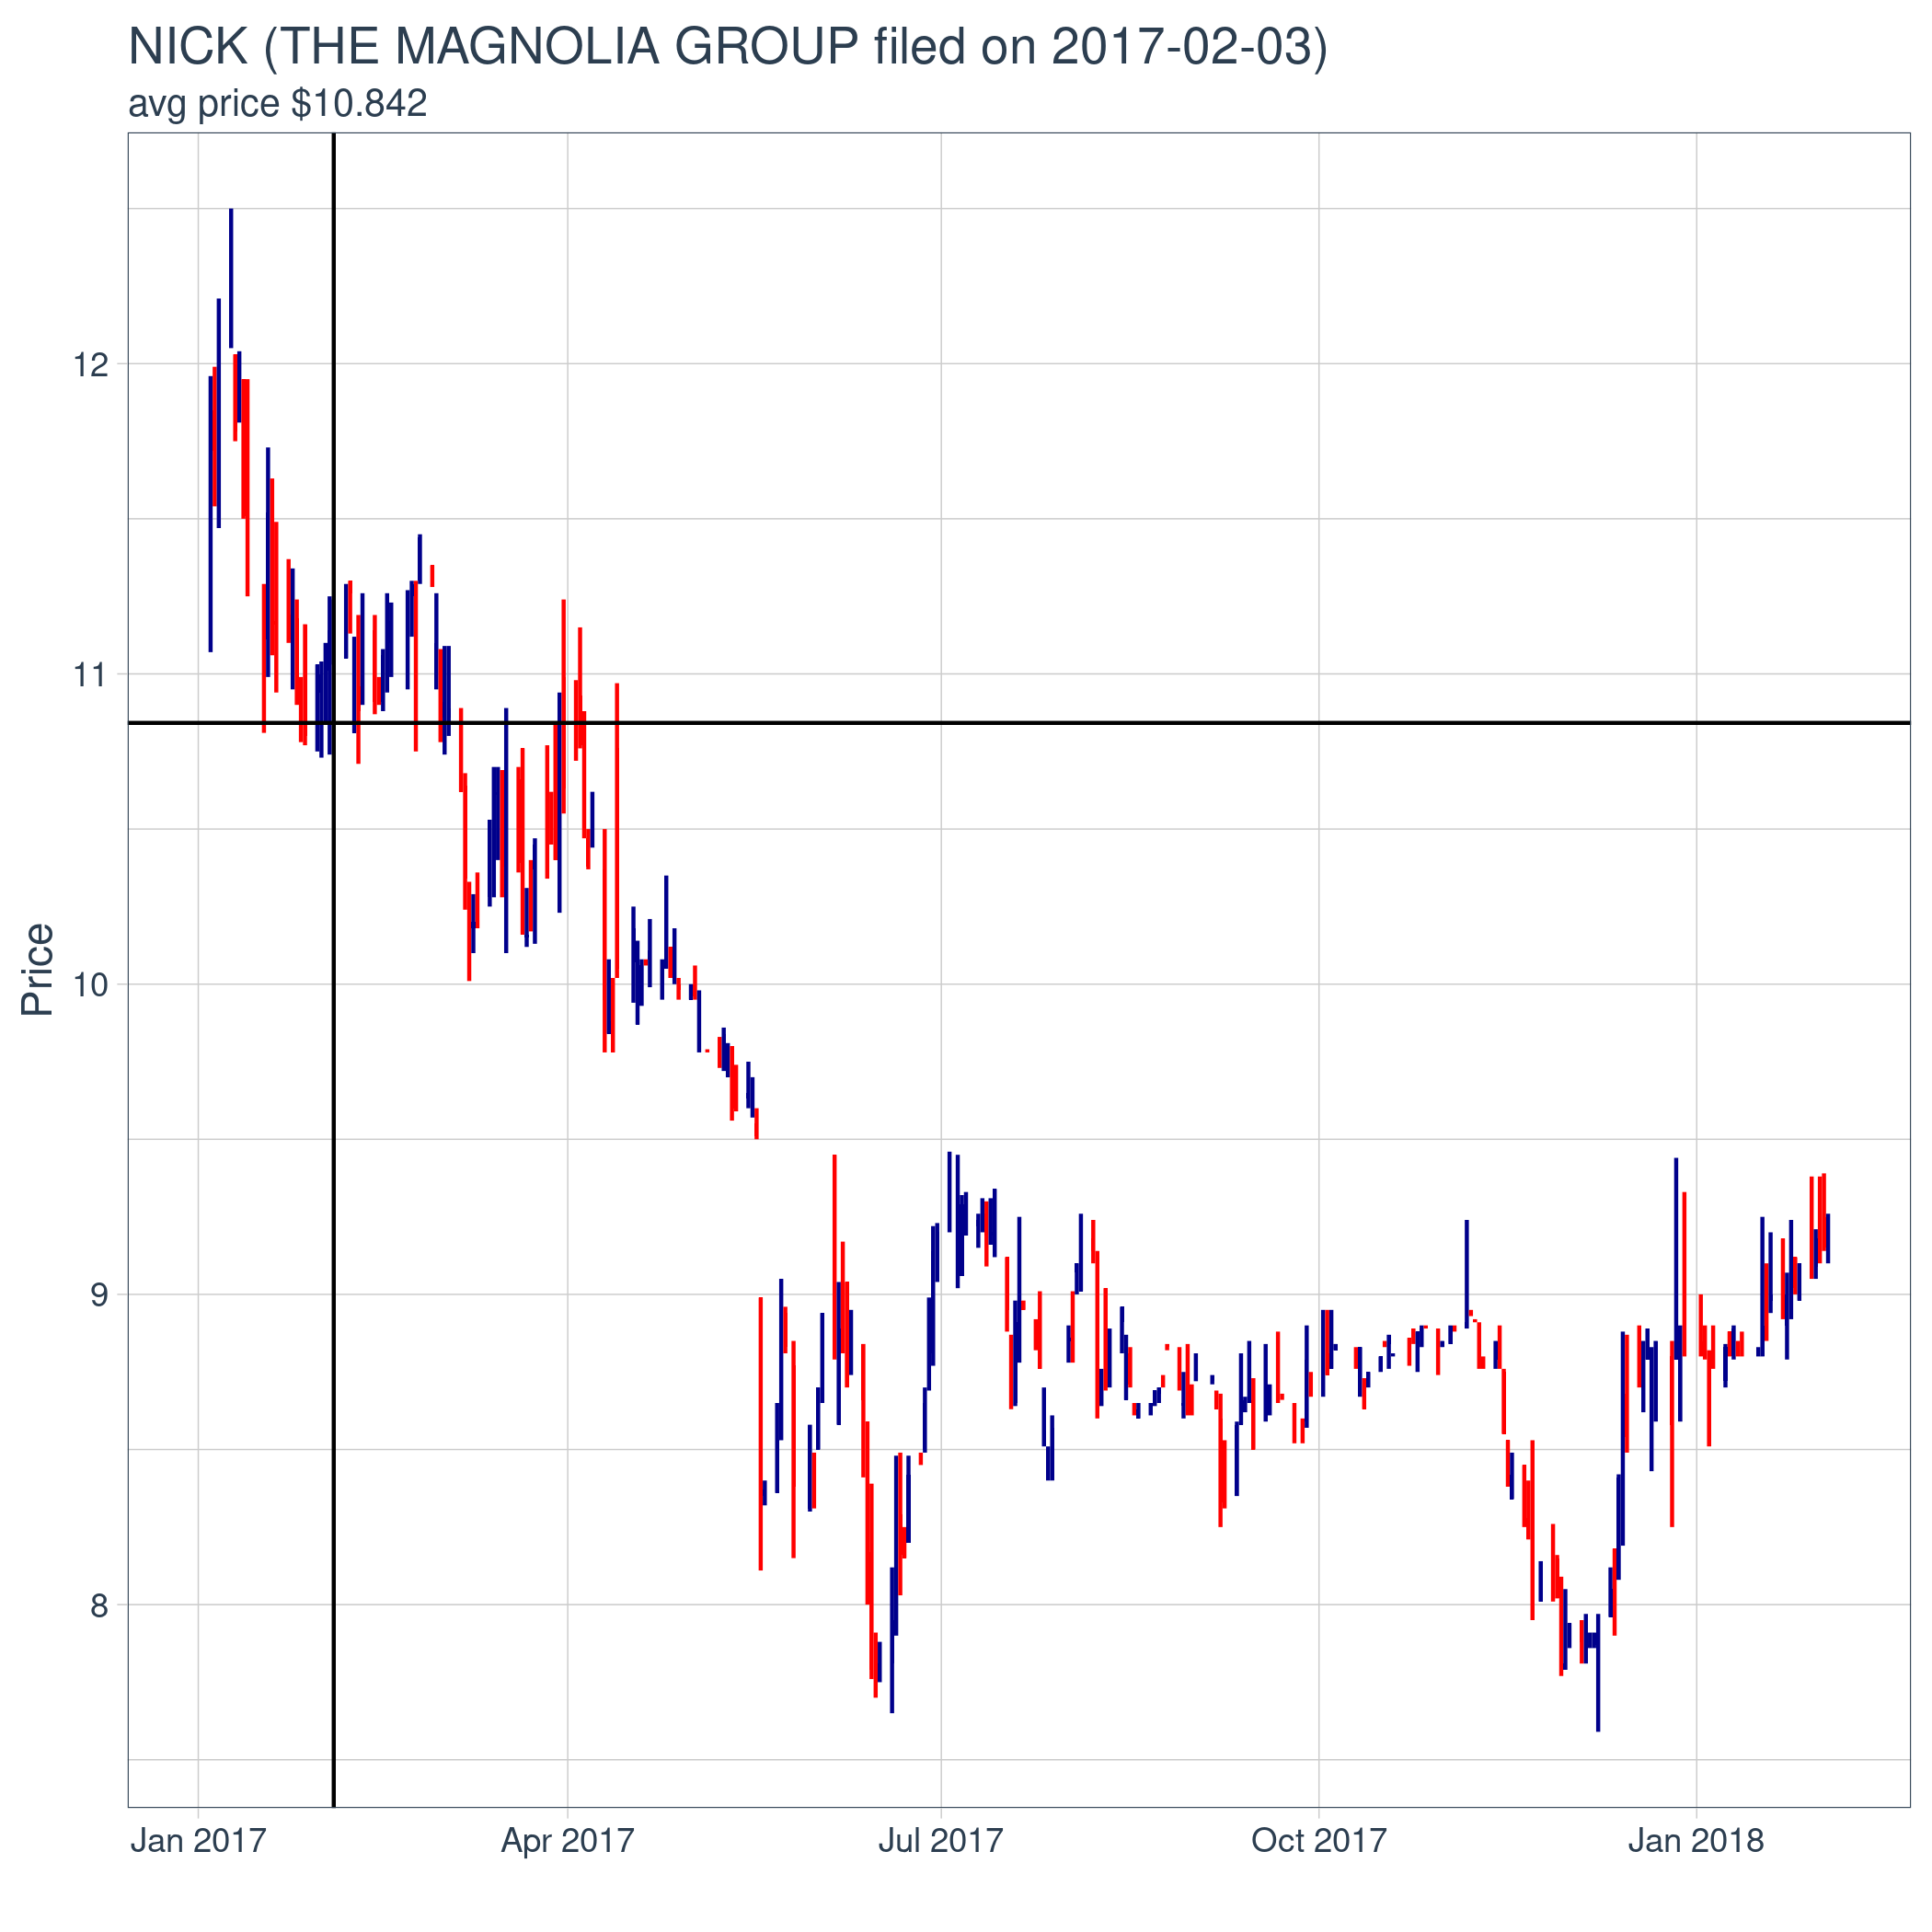 NICK (THE MAGNOLIA GROUP filed on 2017-02-03)
avg price $10.842
Price
12
11
10
9
8
Jan 2017
Apr 2017
Jul 2017
Oct 2017
Jan 2018